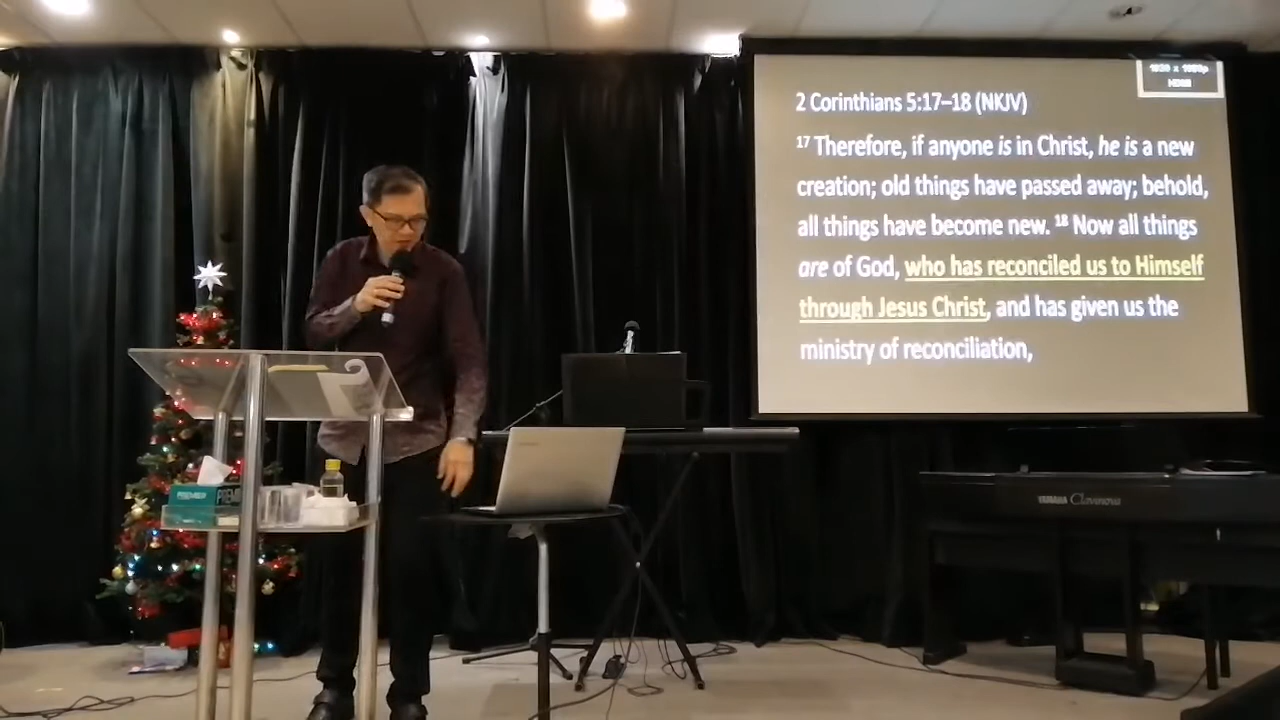 2 Corinthians 5:17–18 (NKJV)
17 Therefore, if anyone is in Christ, he is a new
creation; old things have passed away; behold,
all things have become new. 18 Now all things
are of God, who has reconciled us to Himself
through Jesus Christ, and has given us the
ministry of reconciliation,
YAMAHA Clavinova
PREMIER